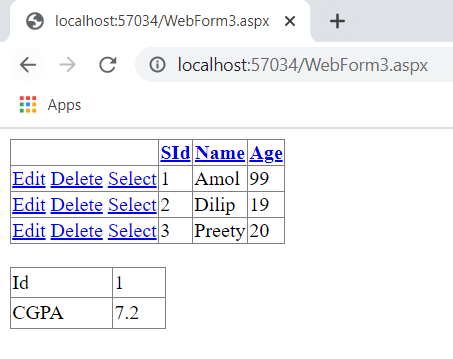 localhost:57034/WebForm3.aspx
localhost:57034/WebForm3.aspx
Apps
SId Name Age
Edit Delete Select 1 Amol 99
Edit Delete Select 2 Dilip 19
Edit Delete Select 3 Preety 20
Id 1
CGPA 7.2